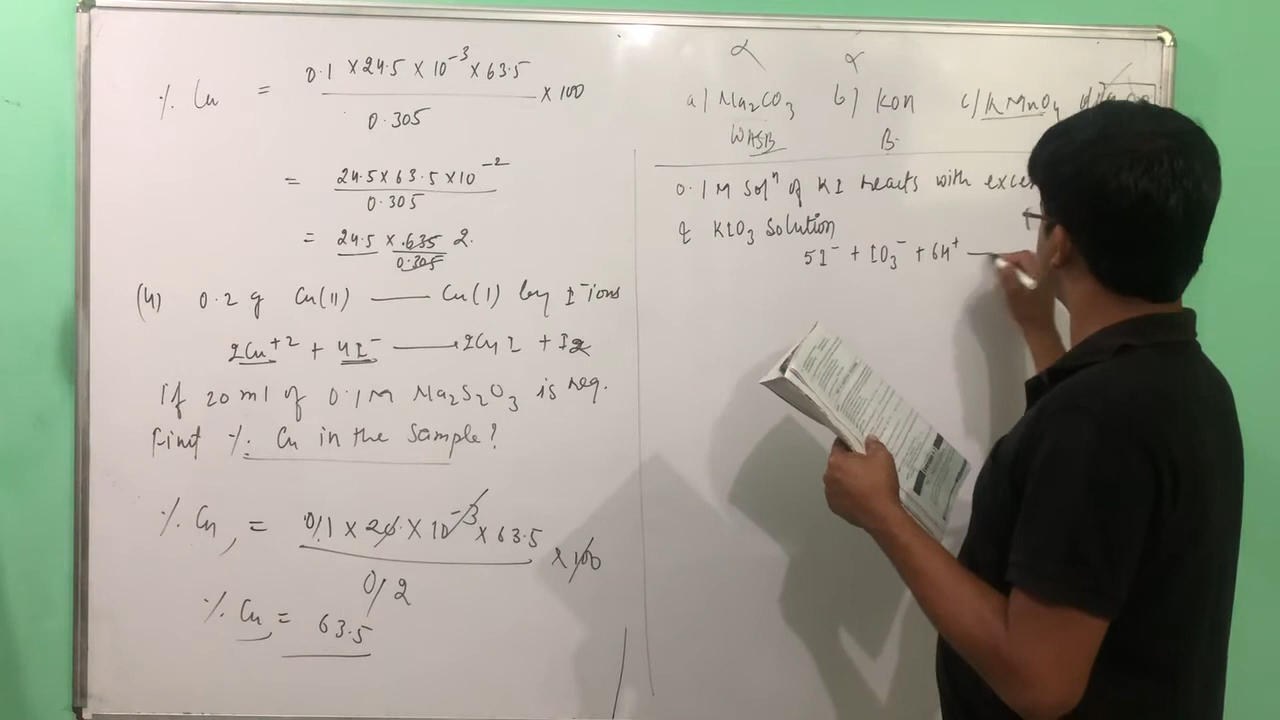 % Cu = 0.1 × 24.5 × 10⁻³ × 63.5 / 0.305 × 100
= 24.5 × 63.5 × 10⁻² / 0.305
= 24.5 × .635 / 0.305 2.
(4) 0.2 g Cu(II) —— Cu(I) by I⁻ ions
2Cu⁺² + 4I⁻ ——→ 2CuI + I2
If 20 ml of 0.1M Na2S2O3 is req.
Find % Cu in the sample?
% Cu, = 0.1 × 20 × 10⁻³ × 63.5 / 0.2 × 100
% Cu = 63.5
α α
a) Na2CO3 b) KOH c) KMnO4
WASB B-
0.1 M Solⁿ of KI reacts with
& KIO3 Solution
5I⁻ + IO3⁻ + 6H⁺ —